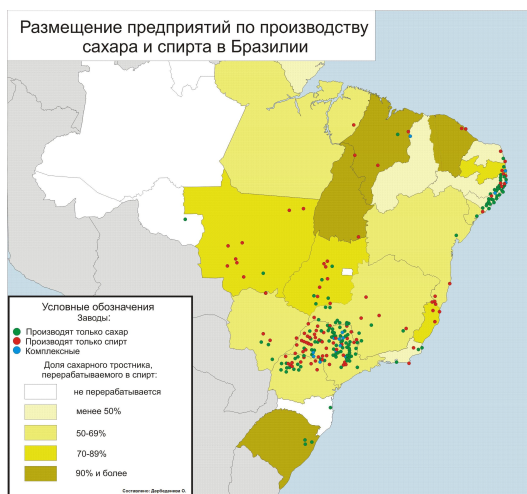 Размещение предприятий по производству
сахара и спирта в Бразилии
Условные обозначения
Заводы:
Производят только сахар
Производят только спирт
Комплексные
Доля сахарного тростника,
перерабатываемого в спирт:
не перерабатывается
менее 50%
50-69%
70-89%
90% и более
Составлено: Дарбеданева О.